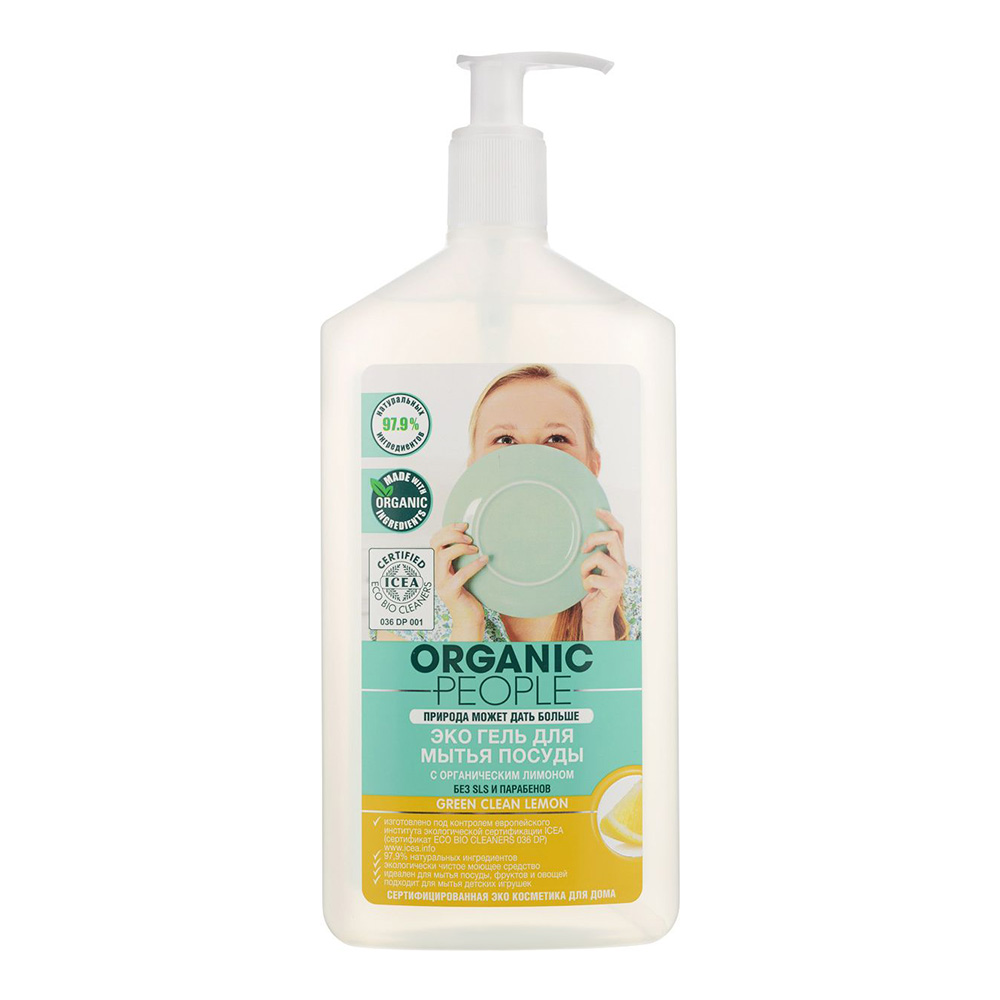 натуральных
97.9%
ингредиентов
MADE WITH
ORGANIC
INGREDIENTS
CERTIFIED
ICEA
ECO BIO CLEANERS
036 DP 001
ORGANIC
PEOPLE
ПРИРОДА МОЖЕТ ДАТЬ БОЛЬШЕ
ЭКО ГЕЛЬ ДЛЯ
МЫТЬЯ ПОСУДЫ
С ОРГАНИЧЕСКИМ ЛИМОНОМ
БЕЗ SLS И ПАРАБЕНОВ
GREEN CLEAN LEMON
✓ изготовлено под контролем европейского
института экологической сертификации ICEA
(сертификат ECO BIO CLEANERS 036 DP)
www.icea.info
✓ 97,9% натуральных ингредиентов
✓ экологически чистое моющее средство
✓ идеален для мытья посуды, фруктов и овощей
подходит для мытья детских игрушек
СЕРТИФИЦИРОВАННАЯ ЭКО КОСМЕТИКА ДЛЯ ДОМА